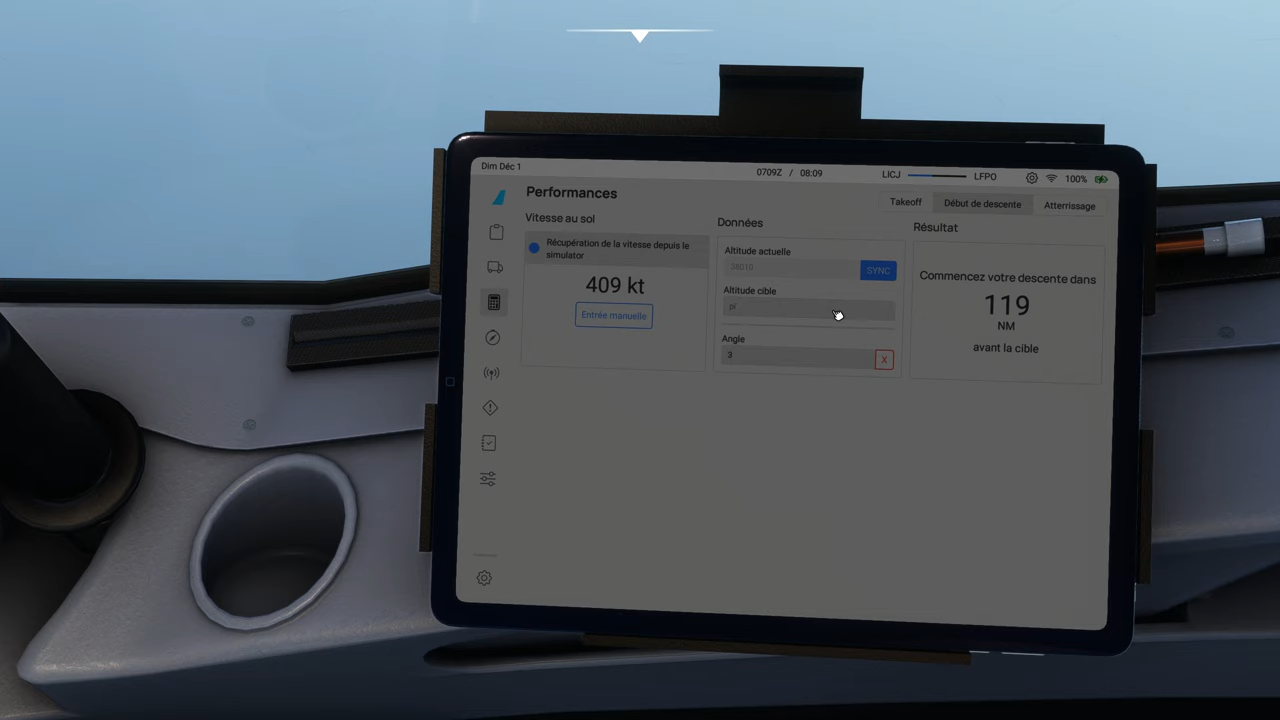 Dim Déc 1
0709Z / 08:09
LICJ
LFPO
100%
Performances
Takeoff
Début de descente
Atterrissage
Vitesse au sol
Récupération de la vitesse depuis le
simulator
409 kt
Entrée manuelle
Données
Altitude actuelle
38010
SYNC
Altitude cible
pi
Angle
3
X
Résultat
Commencez votre descente dans
119
NM
avant la cible